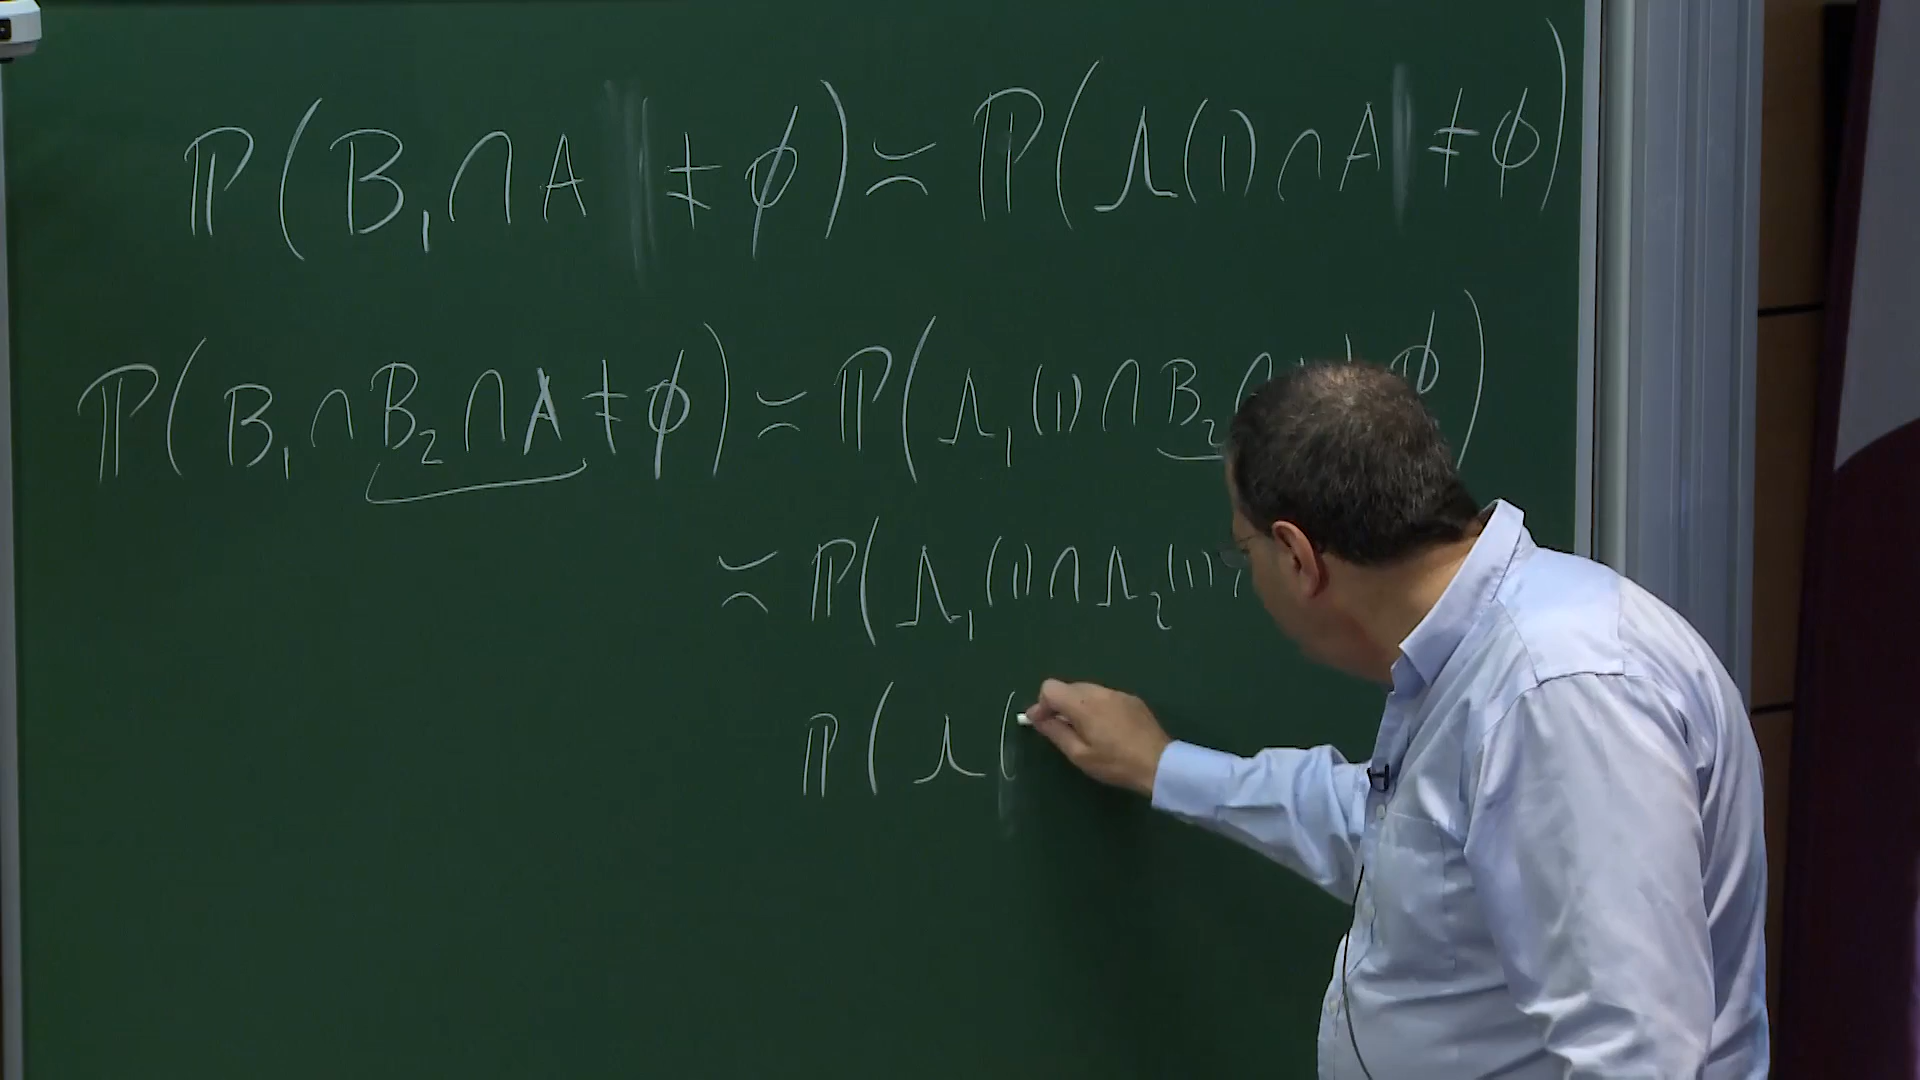 ℙ(B₁∩A ≠ ϕ) ≍ ℙ(Λ(1)∩A ≠ ϕ)
ℙ(B₁∩B₂∩A ≠ ϕ) ≍ ℙ(Λ₁(1)∩B₂∩ ϕ)
≍ ℙ(Λ₁(1)∩Λ₂(1)
ℙ(Λ(